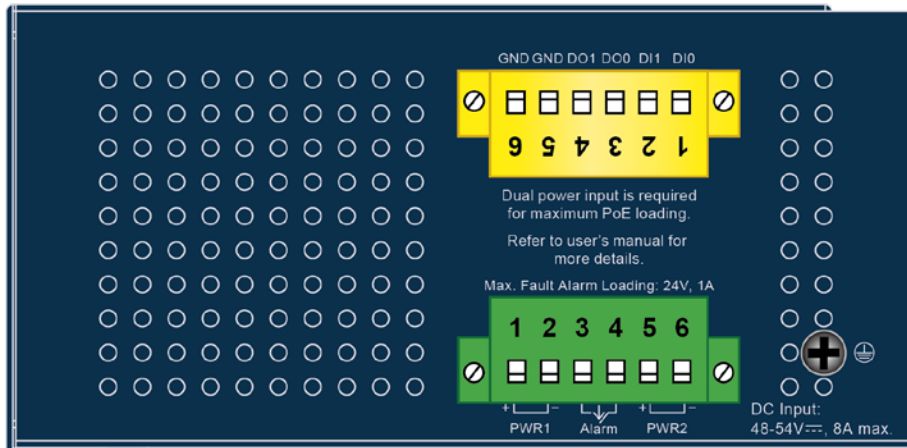 GND GND DO1 DO0 DI1 DI0
6 5 4 3 2 1
Dual power input is required
for maximum PoE loading.
Refer to user's manual for
more details.
Max. Fault Alarm Loading: 24V, 1A
1 2 3 4 5 6
+ − + −
PWR1 Alarm PWR2
DC Input:
48-54V⎓, 8A max.